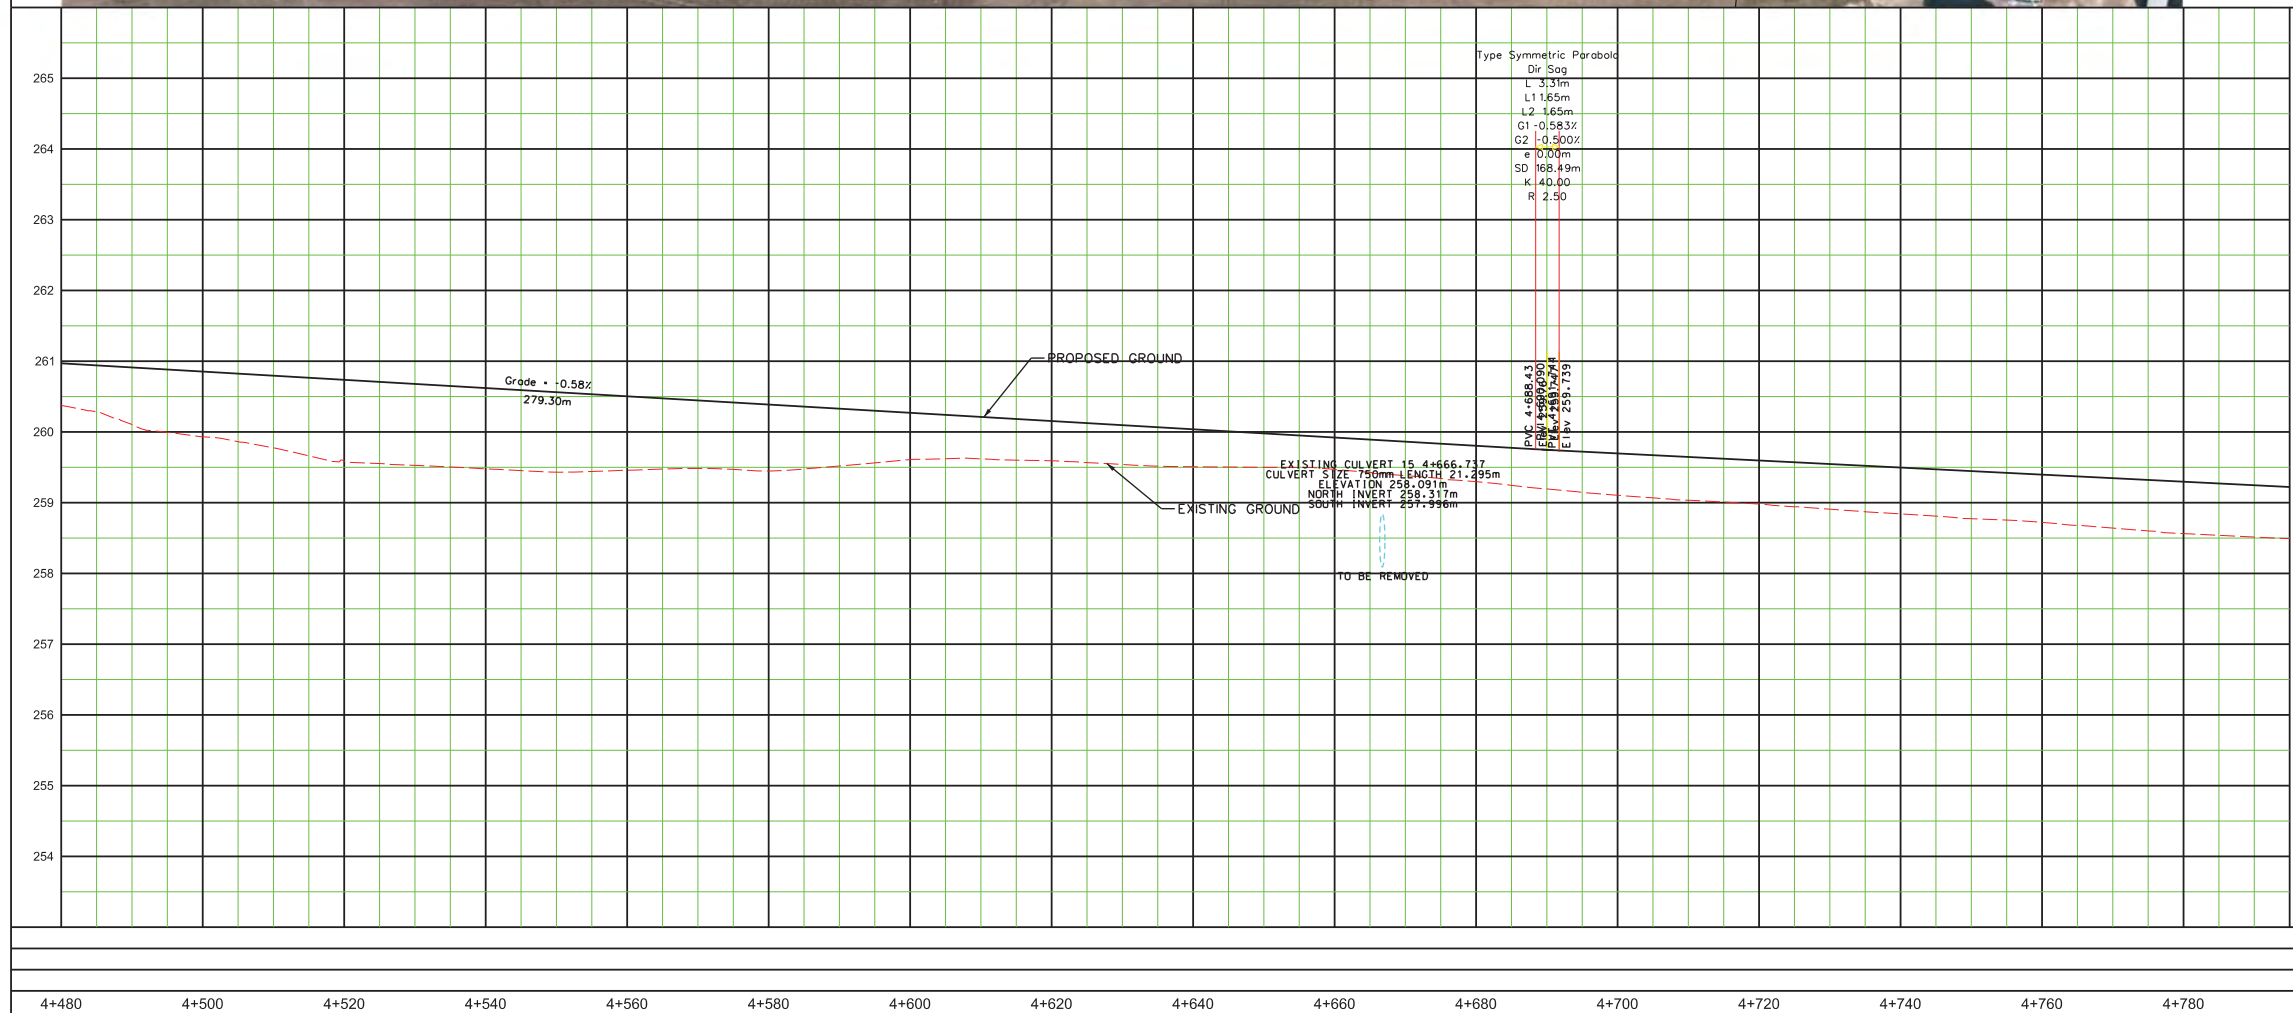 Type Symmetric Parabola
Dir Sag
L 3.31m
L1 1.65m
L2 1.65m
G1 -0.583%
G2 -0.500%
e 0.00m
SD 168.49m
K 40.00
R 2.50
265
264
263
262
261
260
259
258
257
256
255
254
Grade = -0.58%
279.30m
PROPOSED GROUND
PVC 4+688.43
Elev 259.739
EXISTING CULVERT 15 4+666.737
CULVERT SIZE 750mm LENGTH 21.295m
ELEVATION 258.091m
NORTH INVERT 258.317m
SOUTH INVERT 257.996m
EXISTING GROUND
TO BE REMOVED
4+480 4+500 4+520 4+540 4+560 4+580 4+600 4+620 4+640 4+660 4+680 4+700 4+720 4+740 4+760 4+780